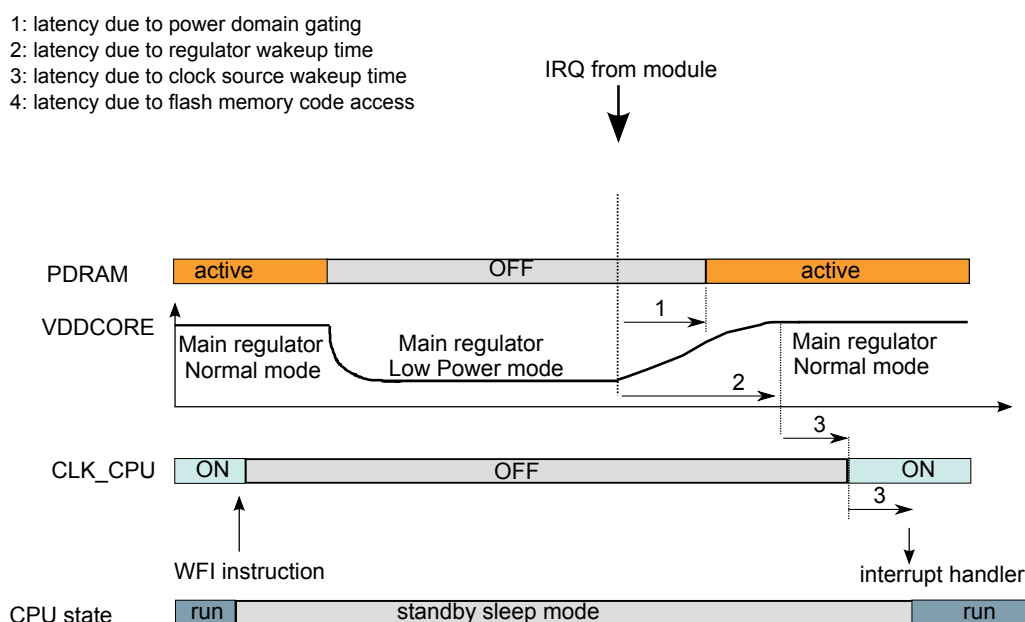 1: latency due to power domain gating
2: latency due to regulator wakeup time
3: latency due to clock source wakeup time
4: latency due to flash memory code access
IRQ from module
PDRAM
active
OFF
active
VDDCORE
1
Main regulator
Normal mode
Main regulator
Low Power mode
Main regulator
Normal mode
2
3
CLK_CPU
ON
OFF
ON
3
WFI instruction
interrupt handler
CPU state
run
standby sleep mode
run